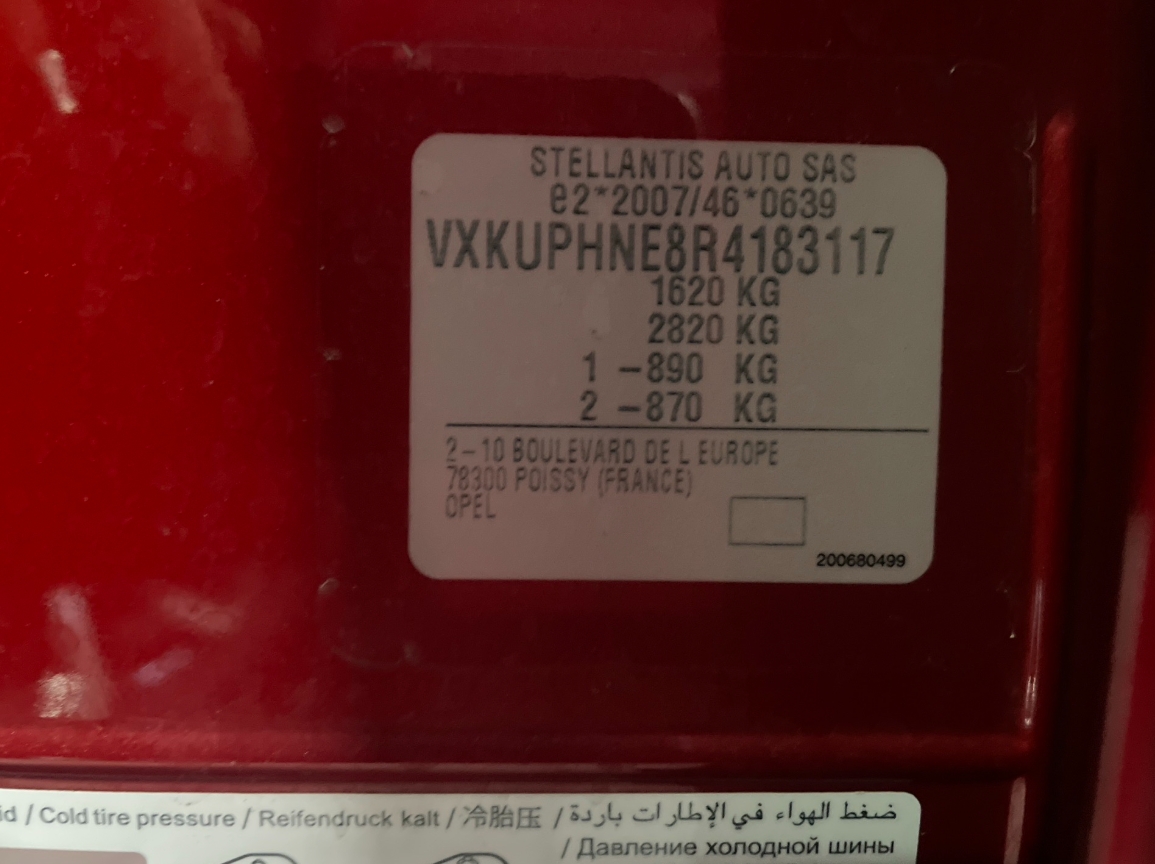 STELLANTIS AUTO SAS
e2*2007/46*0639
VXKUPHNE8R4183117
1620 KG
2820 KG
1 -890 KG
2 -870 KG
2-10 BOULEVARD DE L EUROPE
78300 POISSY (FRANCE)
OPEL
200680499
/ Cold tire pressure / Reifendruck kalt / 冷胎压 / ضغط الهواء في الإطارات باردة
/ Давление холодной шины